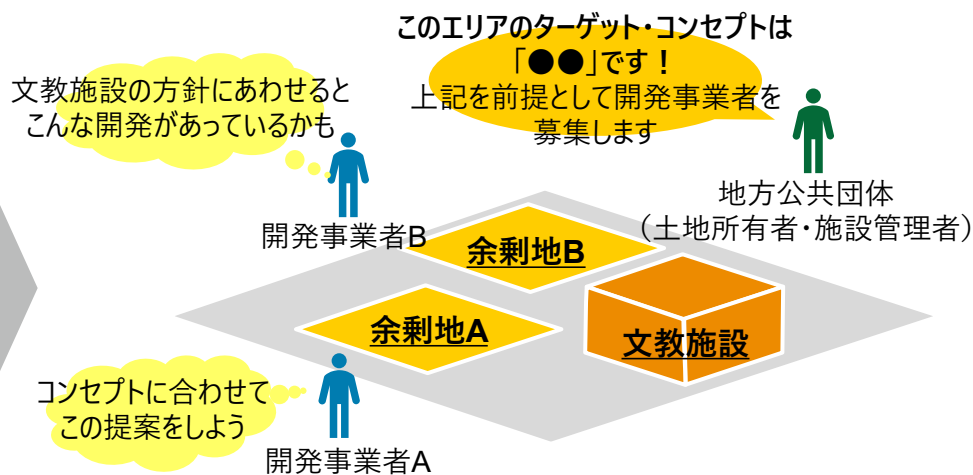 このエリアのターゲット・コンセプトは
「●●」です！
上記を前提として開発事業者を
募集します
文教施設の方針にあわせると
こんな開発があっているかも
地方公共団体
（土地所有者・施設管理者）
開発事業者B
余剰地B
余剰地A
文教施設
コンセプトに合わせて
この提案をしよう
開発事業者A